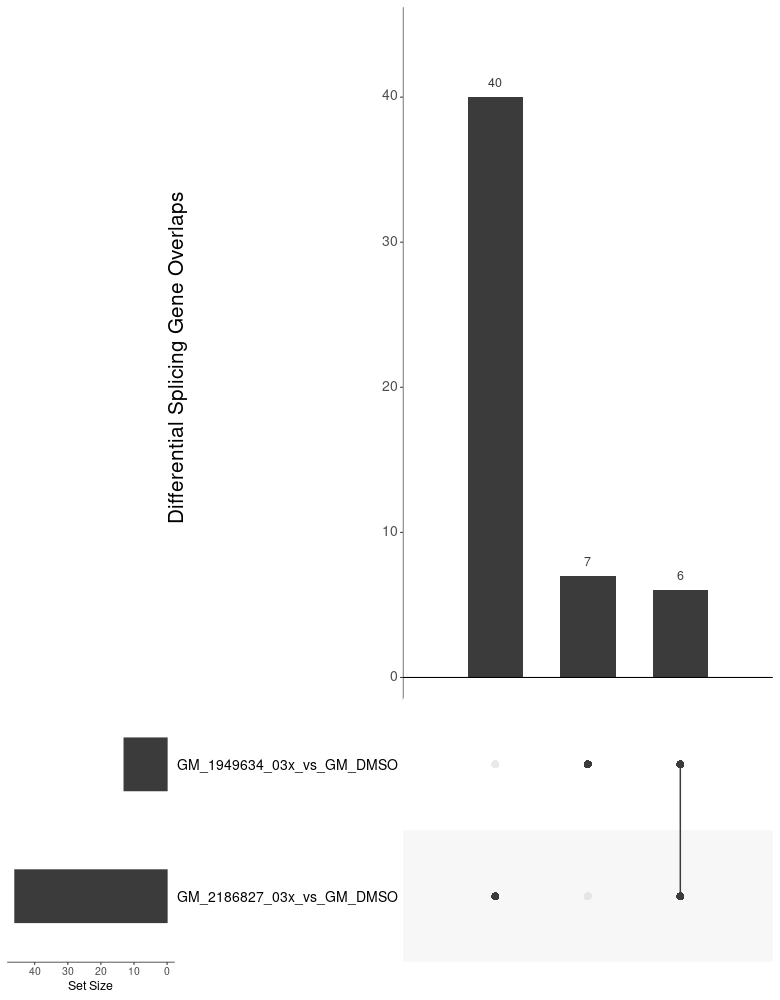 Differential Splicing Gene Overlaps
40
30
20
10
0
40
7
6
GM_1949634_03x_vs_GM_DMSO
GM_2186827_03x_vs_GM_DMSO
40 30 20 10 0
Set Size